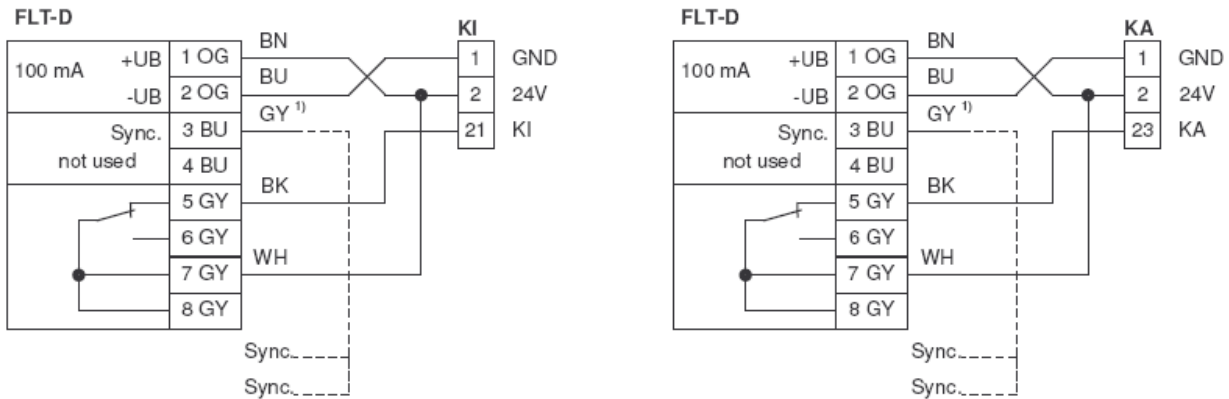 FLT-D
KI
100 mA
+UB
1 OG
BN
1
GND
-UB
2 OG
BU
2
24V
Sync.
3 BU
GY 1)
21
KI
not used
4 BU
5 GY
BK
6 GY
7 GY
WH
8 GY
Sync.
Sync.
FLT-D
KA
100 mA
+UB
1 OG
BN
1
GND
-UB
2 OG
BU
2
24V
Sync.
3 BU
GY 1)
23
KA
not used
4 BU
5 GY
BK
6 GY
7 GY
WH
8 GY
Sync.
Sync.